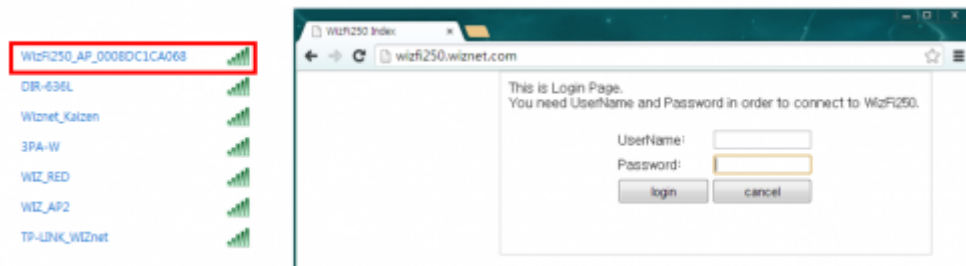 WizFi250_AP_0008DC1CA068
DIR-636L
Wiznet_Kaizen
3PA-W
WIZ_RED
WIZ_AP2
TP-LINK_WIZnet
WizFi250 Index
wizfi250.wiznet.com
This is Login Page.
You need UserName and Password in order to connect to WizFi250.
UserName:
Password:
login cancel